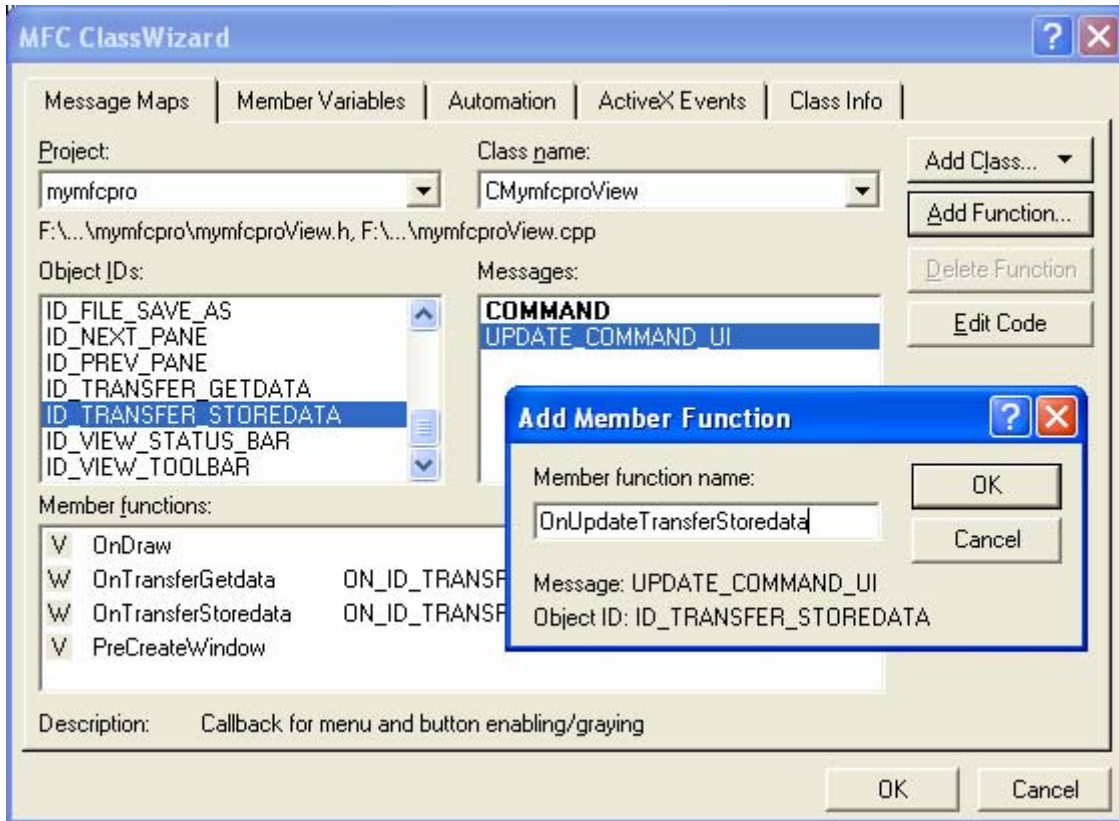 MFC ClassWizard
Message Maps Member Variables Automation ActiveX Events Class Info
Project: Class name: Add Class...
mymfcpro CMymfcproView
Add Function...
F:\...\mymfcpro\mymfcproView.h, F:\...\mymfcproView.cpp
Object IDs: Messages: Delete Function
ID_FILE_SAVE_AS COMMAND
ID_NEXT_PANE UPDATE_COMMAND_UI Edit Code
ID_PREV_PANE
ID_TRANSFER_GETDATA
ID_TRANSFER_STOREDATA
ID_VIEW_STATUS_BAR
ID_VIEW_TOOLBAR
Add Member Function
Member function name: OK
OnUpdateTransferStoredata
Cancel
Message: UPDATE_COMMAND_UI
Object ID: ID_TRANSFER_STOREDATA
Member functions:
V OnDraw
W OnTransferGetdata ON_ID_TRANSF
W OnTransferStoredata ON_ID_TRANSF
V PreCreateWindow
Description: Callback for menu and button enabling/graying
OK Cancel